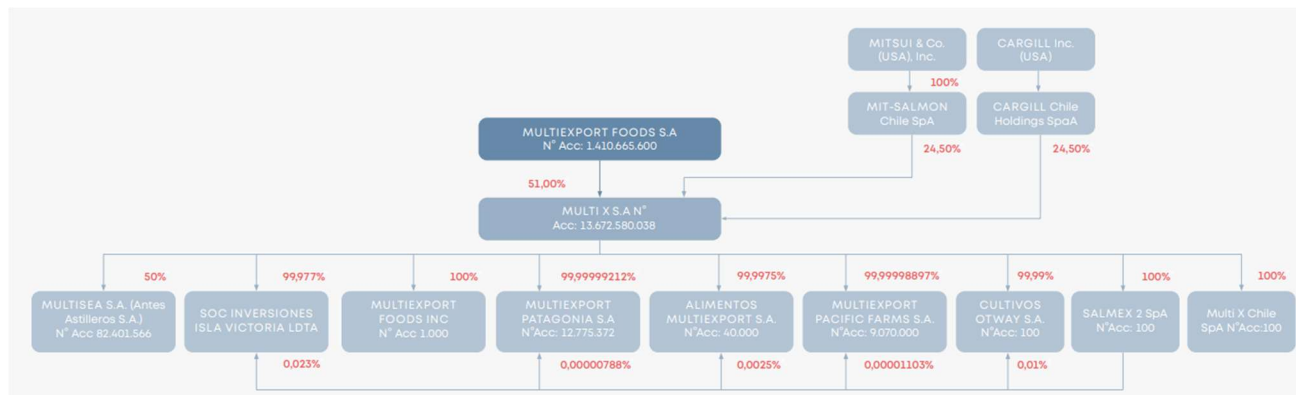 MITSUI & Co.
(USA), Inc.
CARGILL Inc.
(USA)
100%
MIT-SALMON
Chile SpA
CARGILL Chile
Holdings SpaA
24,50%
24,50%
MULTIEXPORT FOODS S.A
N° Acc: 1.410.665.600
51,00%
MULTI X S.A N°
Acc: 13.672.580.038
50%
99,977%
100%
99,99999212%
99,9975%
99,99998897%
99,99%
100%
100%
MULTISEA S.A. (Antes
Astilleros S.A.)
N° Acc 82.401.566
SOC INVERSIONES
ISLA VICTORIA LDTA
MULTIEXPORT
FOODS INC
N° Acc 1.000
MULTIEXPORT
PATAGONIA S.A
N°Acc: 12.775.372
ALIMENTOS
MULTIEXPORT S.A.
N°Acc: 40.000
MULTIEXPORT
PACIFIC FARMS S.A.
N°Acc: 9.070.000
CULTIVOS
OTWAY S.A.
N°Acc: 100
SALMEX 2 SpA
N°Acc: 100
Multi X Chile
SpA N°Acc:100
0,023%
0,00000788%
0,0025%
0,00001103%
0,01%